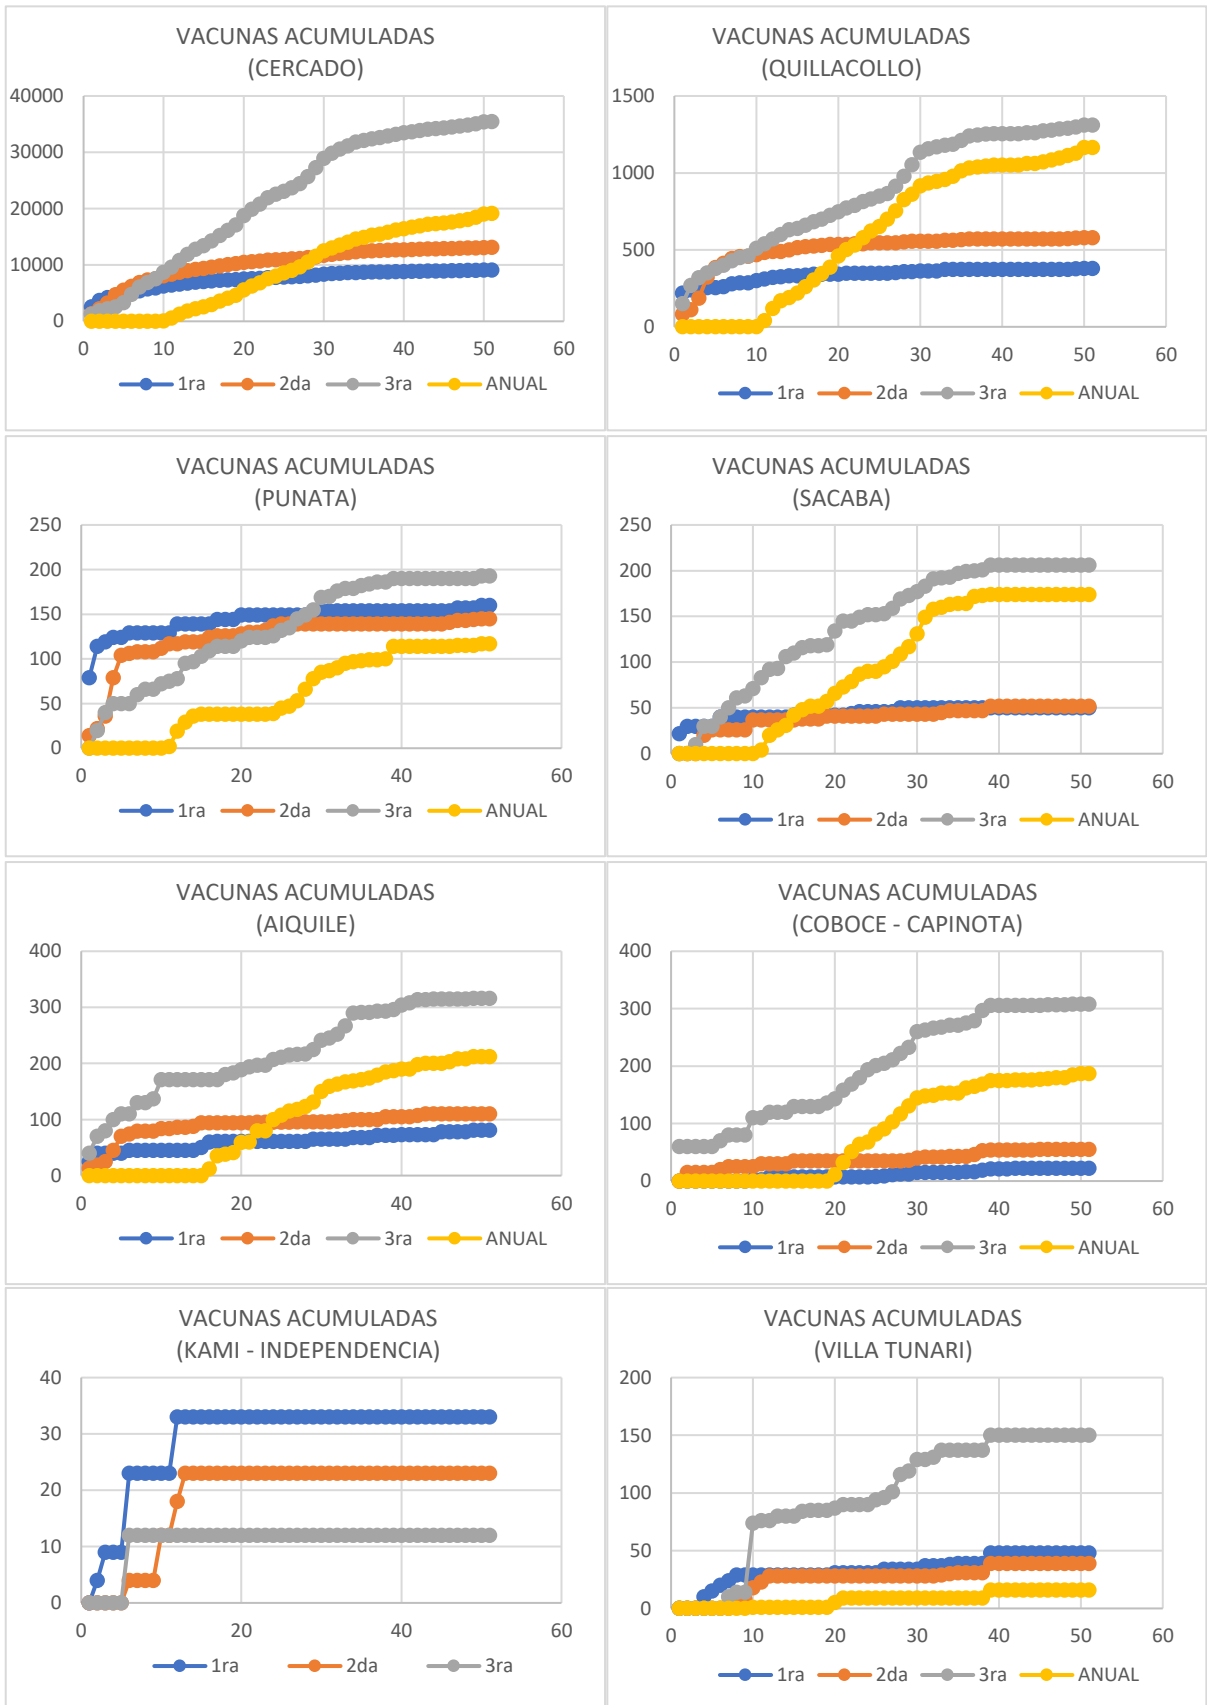 VACUNAS ACUMULADAS
(CERCADO)
40000
30000
20000
10000
0
0 10 20 30 40 50 60
1ra 2da 3ra ANUAL
VACUNAS ACUMULADAS
(QUILLACOLLO)
1500
1000
500
0
0 10 20 30 40 50 60
1ra 2da 3ra ANUAL
VACUNAS ACUMULADAS
(PUNATA)
250
200
150
100
50
0
0 20 40 60
1ra 2da 3ra ANUAL
VACUNAS ACUMULADAS
(SACABA)
250
200
150
100
50
0
0 10 20 30 40 50 60
1ra 2da 3ra ANUAL
VACUNAS ACUMULADAS
(AIQUILE)
400
300
200
100
0
0 20 40 60
1ra 2da 3ra ANUAL
VACUNAS ACUMULADAS
(COBOCE - CAPINOTA)
400
300
200
100
0
0 10 20 30 40 50 60
1ra 2da 3ra ANUAL
VACUNAS ACUMULADAS
(KAMI - INDEPENDENCIA)
40
30
20
10
0
0 20 40 60
1ra 2da 3ra
VACUNAS ACUMULADAS
(VILLA TUNARI)
200
150
100
50
0
0 10 20 30 40 50 60
1ra 2da 3ra ANUAL